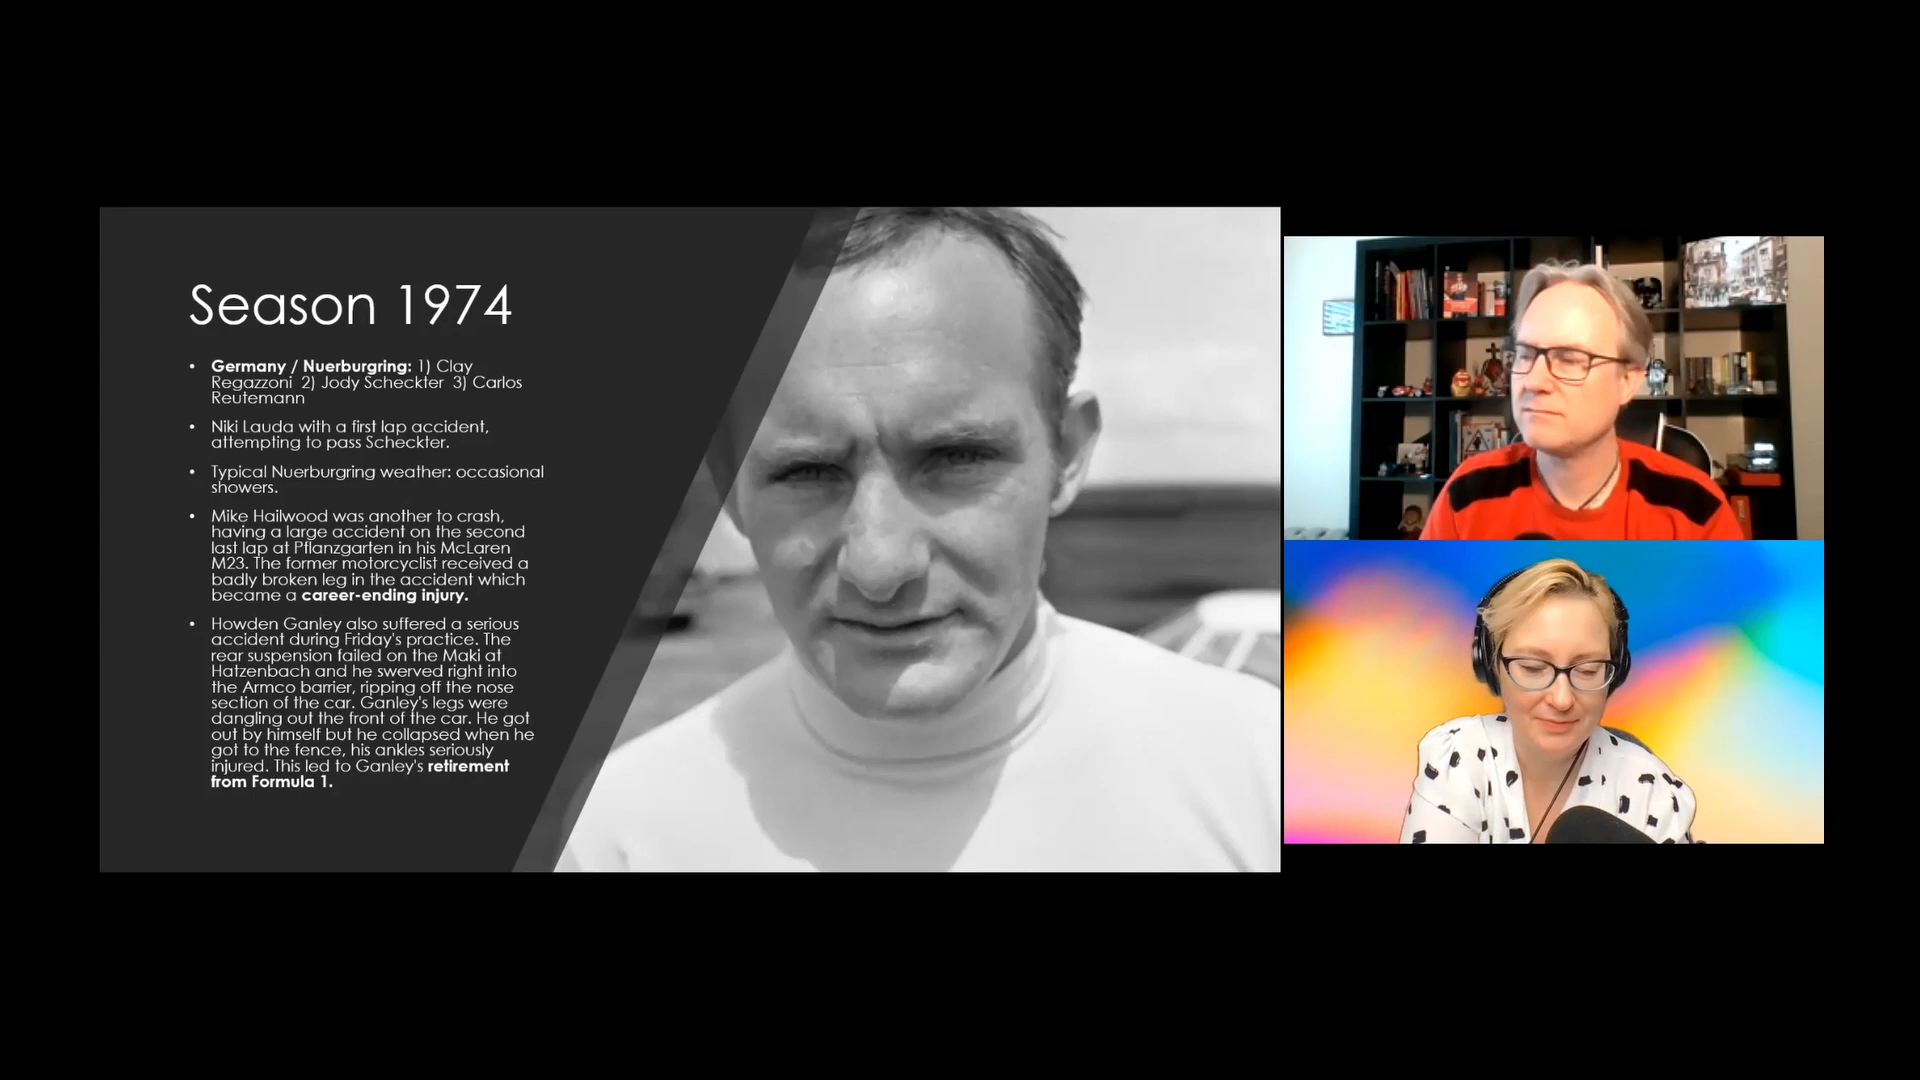 Season 1974
• Germany / Nuerburgring: 1) Clay
Regazzoni 2) Jody Scheckter 3) Carlos
Reutemann
• Niki Lauda with a first lap accident,
attempting to pass Scheckter.
• Typical Nuerburgring weather: occasional
showers.
• Mike Hailwood was another to crash,
having a large accident on the second
last lap at Pflanzgarten in his McLaren
M23. The former motorcyclist received a
badly broken leg in the accident which
became a career-ending injury.
• Howden Ganley also suffered a serious
accident during Friday's practice. The
rear suspension failed on the Maki at
Hatzenbach and he swerved right into
the Armco barrier, ripping off the nose
section of the car. Ganley's legs were
dangling out the front of the car. He got
out by himself but he collapsed when he
got to the fence, his ankles seriously
injured. This led to Ganley's retirement
from Formula 1.